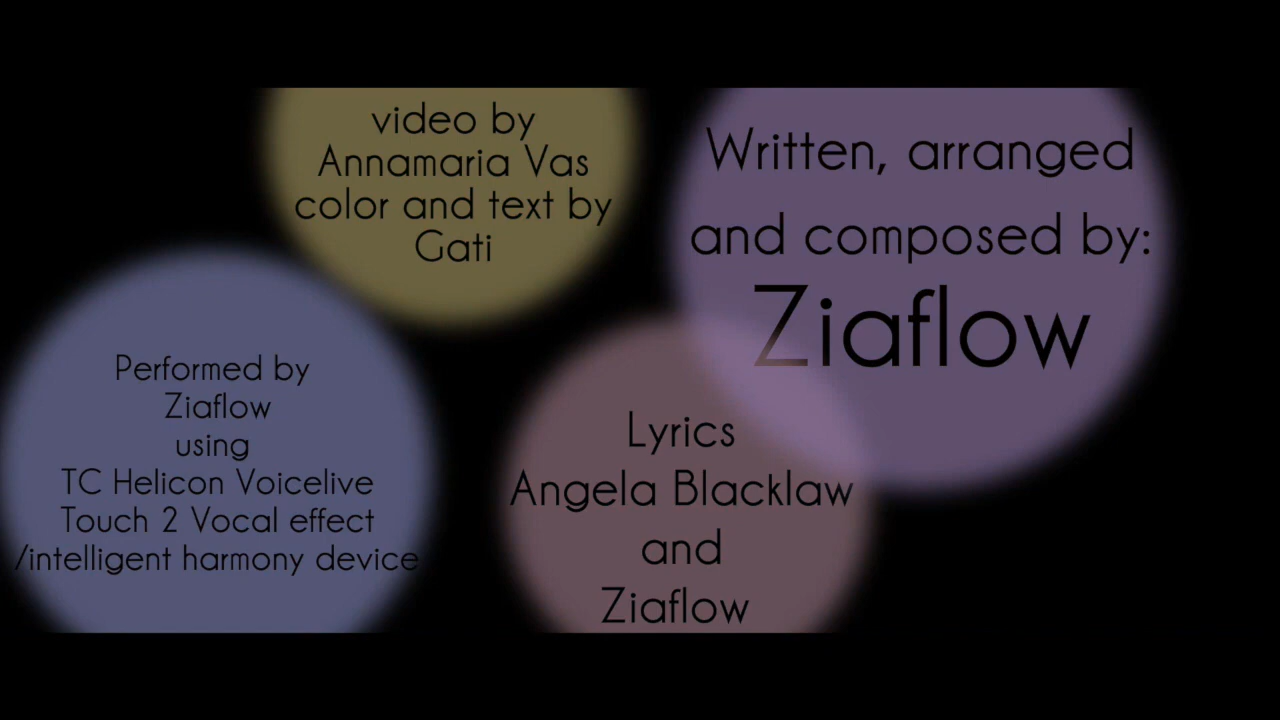 video by
Annamaria Vas
color and text by
Gati
Written, arranged
and composed by:
Ziaflow
Performed by
Ziaflow
using
TC Helicon Voicelive
Touch 2 Vocal effect
/intelligent harmony device
Lyrics
Angela Blacklaw
and
Ziaflow